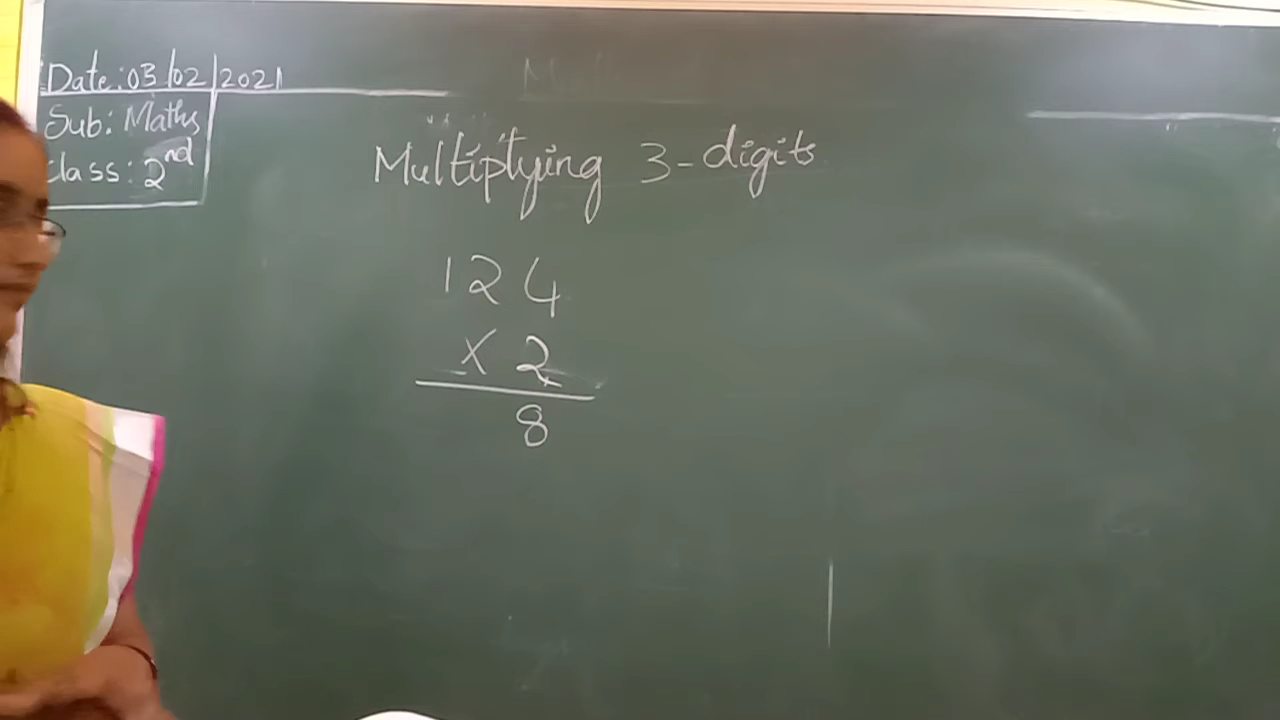 Date: 03/02/2021
Sub: Maths
Class: 2nd
Multiplying 3-digits
124
X 2
8